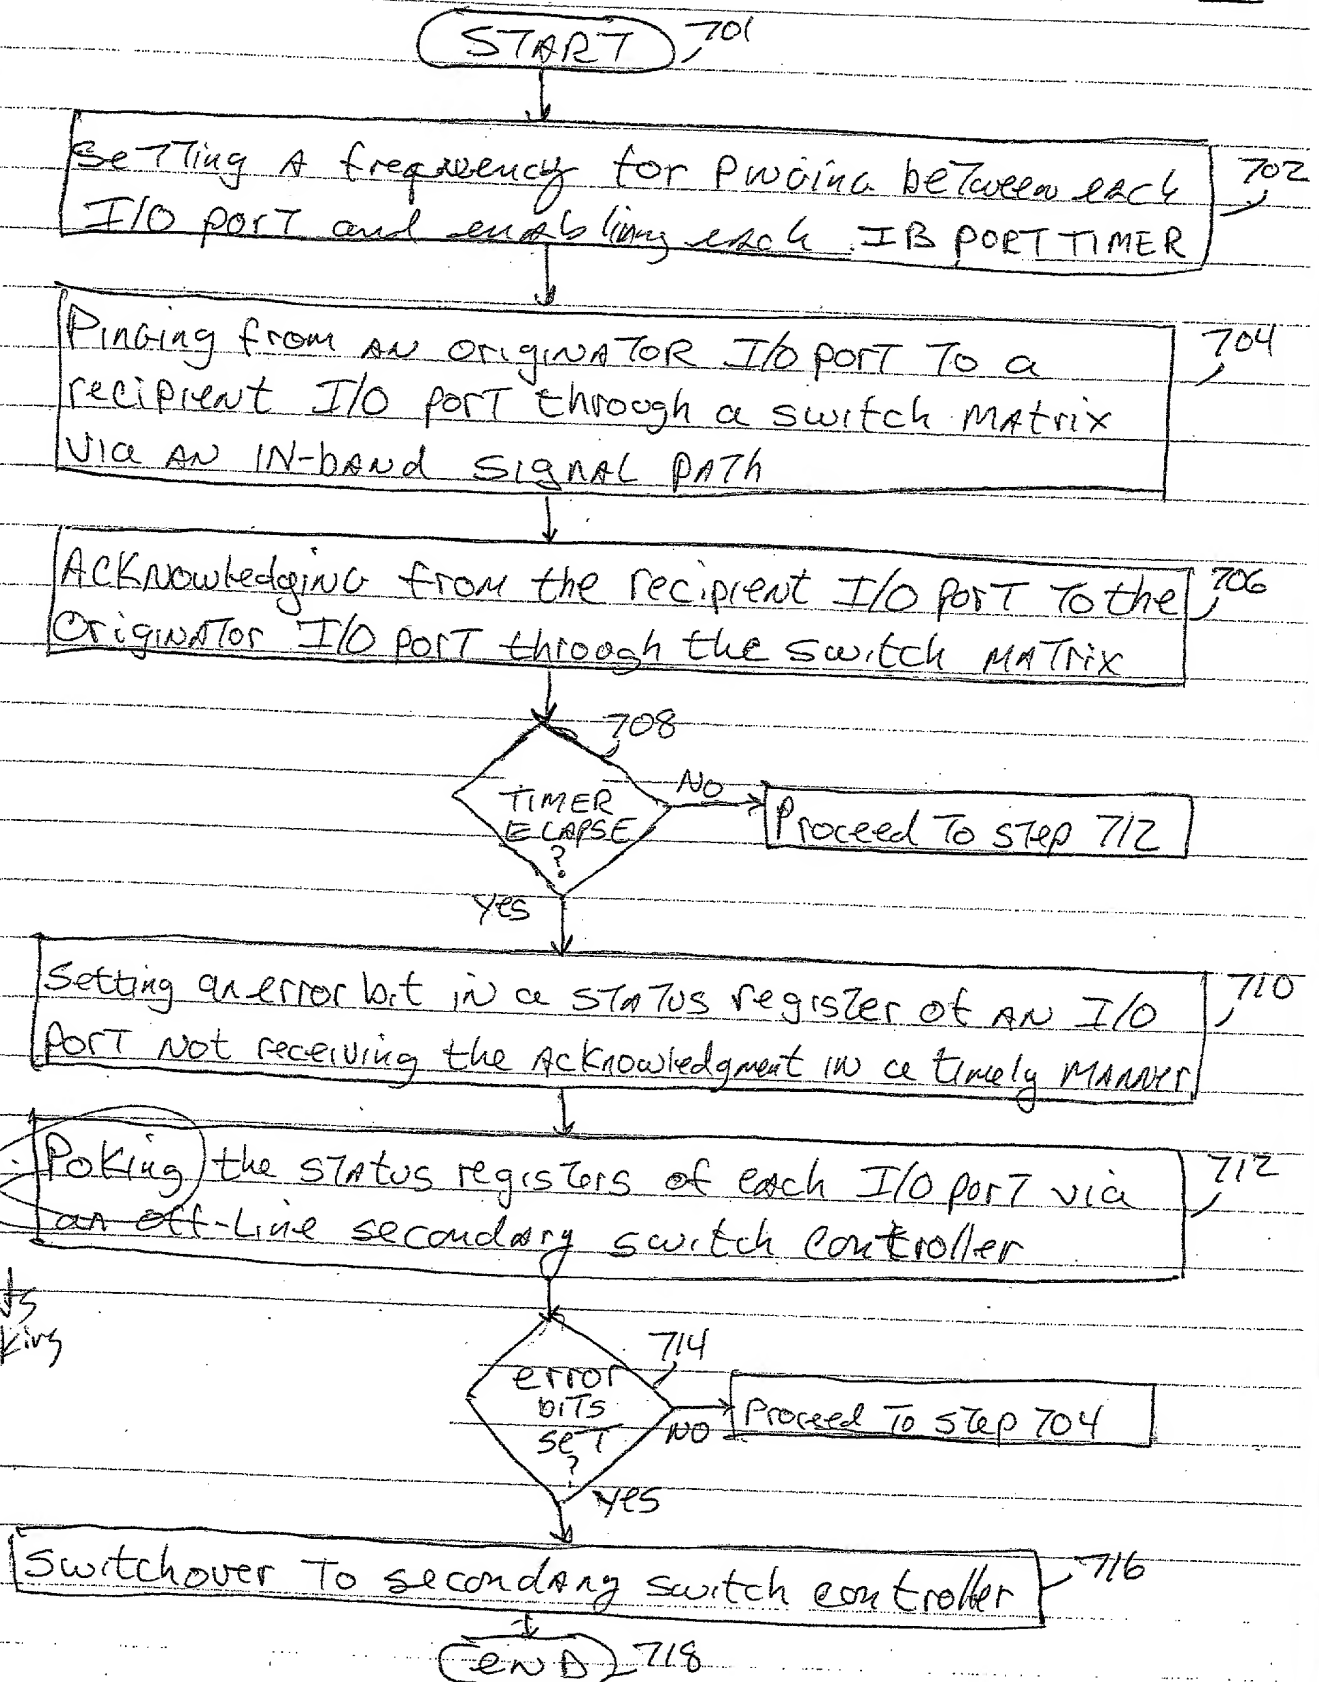 START 701
Setting A frequency for Pinging between each 702
I/O port and enabling each IB PORT TIMER
Pinging from AN ORIGINATOR I/O port To a 704
recipient I/O port through a switch Matrix
via AN IN-band Signal Path
Acknowledging from the recipient I/O port To the 706
Originator I/O port through the switch Matrix
708
TIMER
ELAPSE
?
NO
Proceed To step 712
Yes
Setting an error bit in a status register of AN I/O 710
Port Not receiving the Acknowledgment in a timely Manner
Poking the status registers of each I/O port via 712
an off-Line secondary switch Controller
714
error
bits
set
?
NO
Proceed To step 704
Yes
Switchover To secondary switch controller 716
END 718